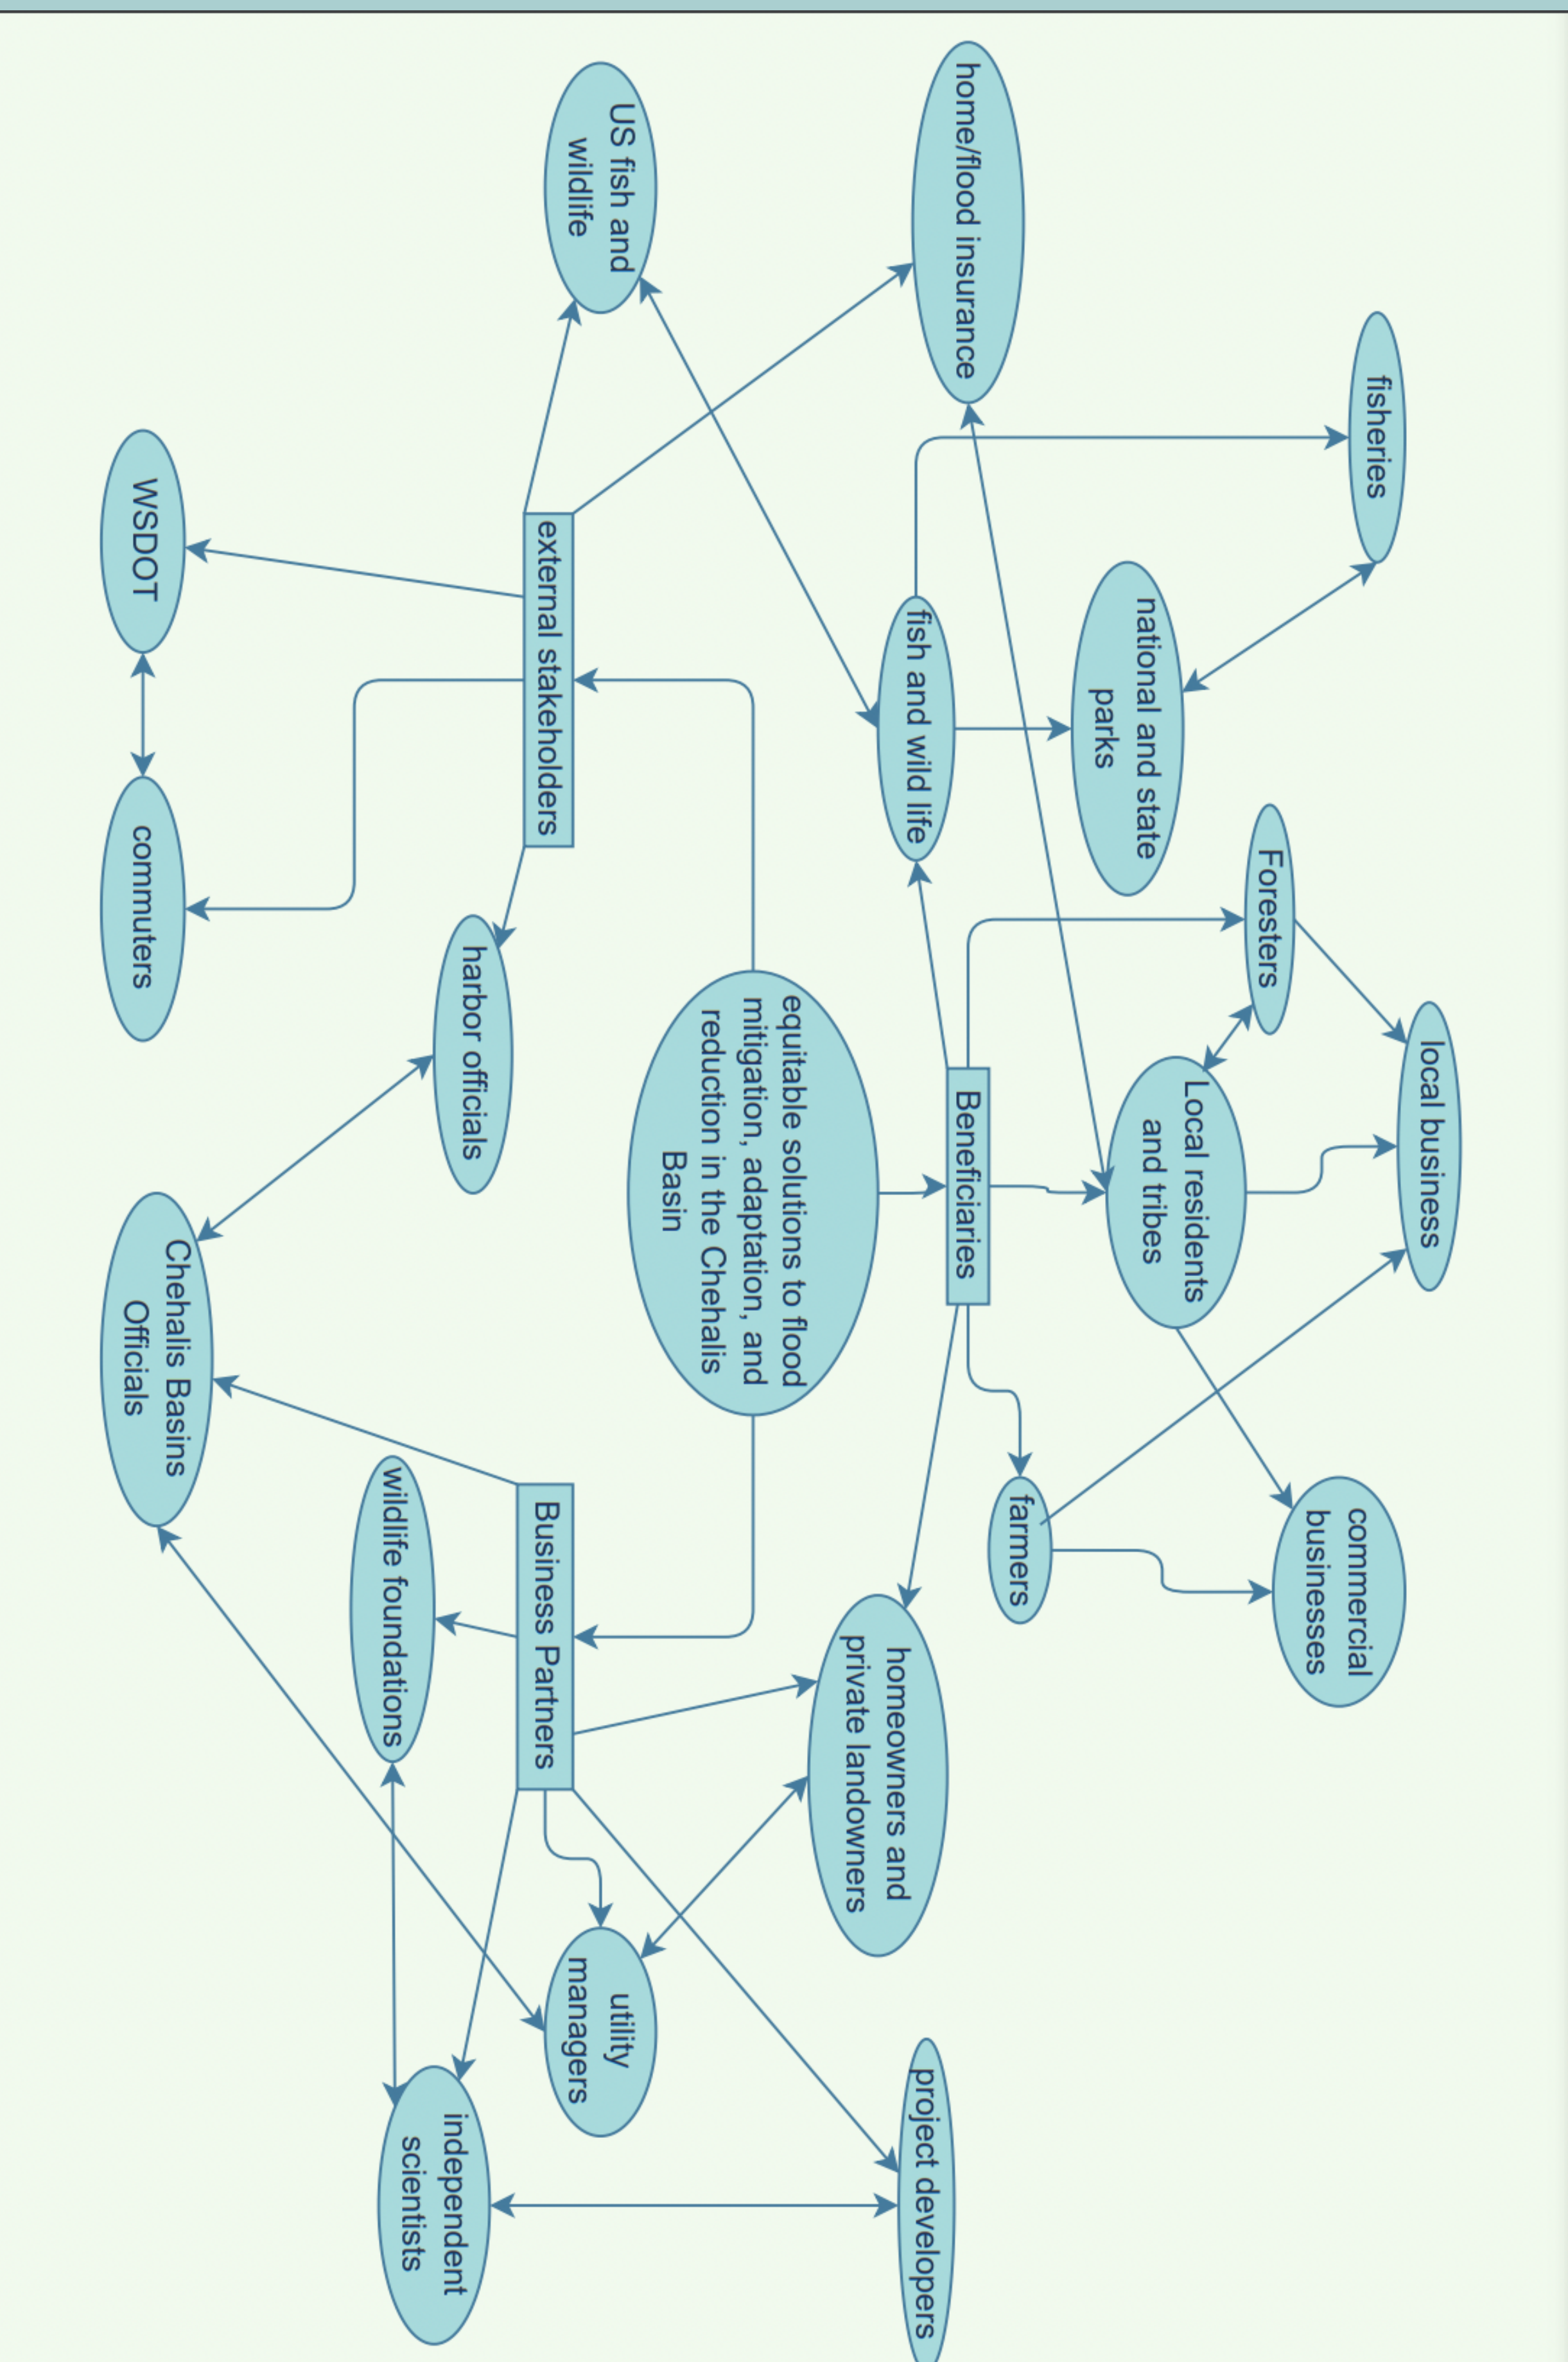 local business
fisheries
commercial
businesses
Foresters
Local residents
and tribes
national and state
parks
farmers
home/flood insurance
Beneficiaries
fish and wild life
project developers
homeowners and
private landowners
equitable solutions to flood
mitigation, adaptation, and
reduction in the Chehalis
Basin
US fish and
wildlife
utility
managers
external stakeholders
Business Partners
harbor officials
independent
scientists
wildlife foundations
Chehalis Basins
Officials
WSDOT
commuters